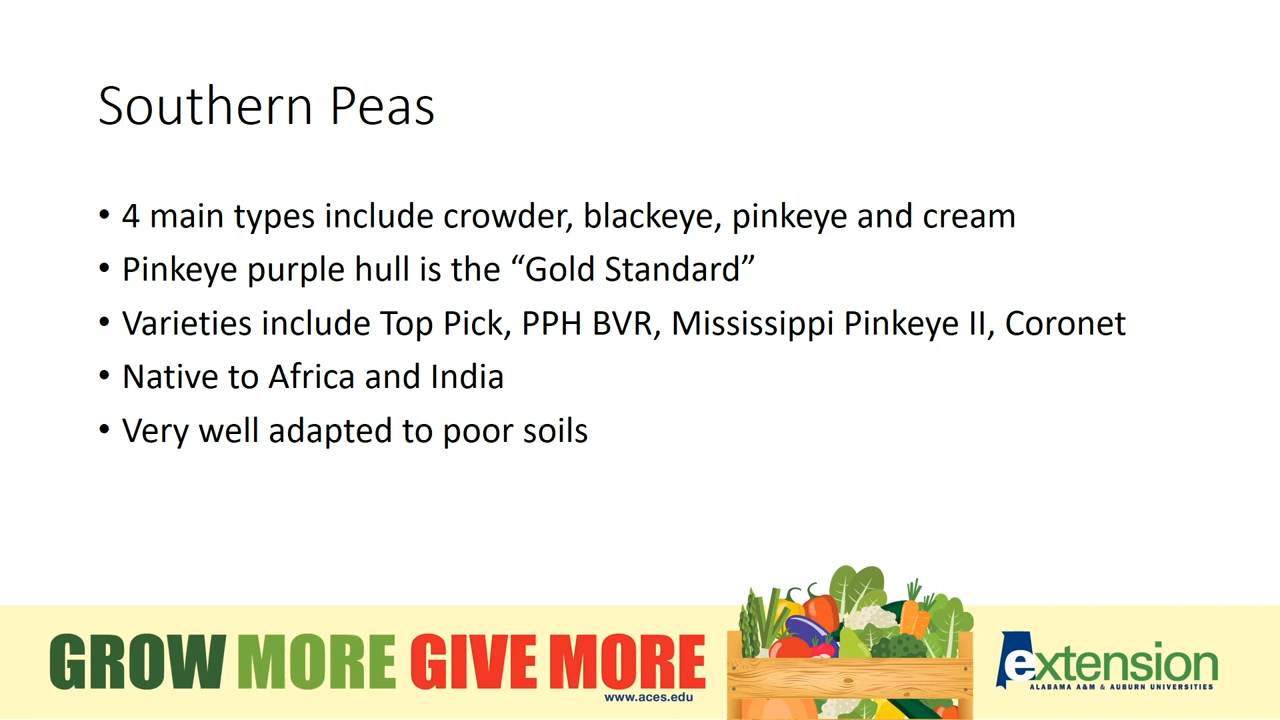 Southern Peas
• 4 main types include crowder, blackeye, pinkeye and cream
• Pinkeye purple hull is the “Gold Standard”
• Varieties include Top Pick, PPH BVR, Mississippi Pinkeye II, Coronet
• Native to Africa and India
• Very well adapted to poor soils
GROW MORE GIVE MORE
www.aces.edu
extension
ALABAMA A&M & AUBURN UNIVERSITIES